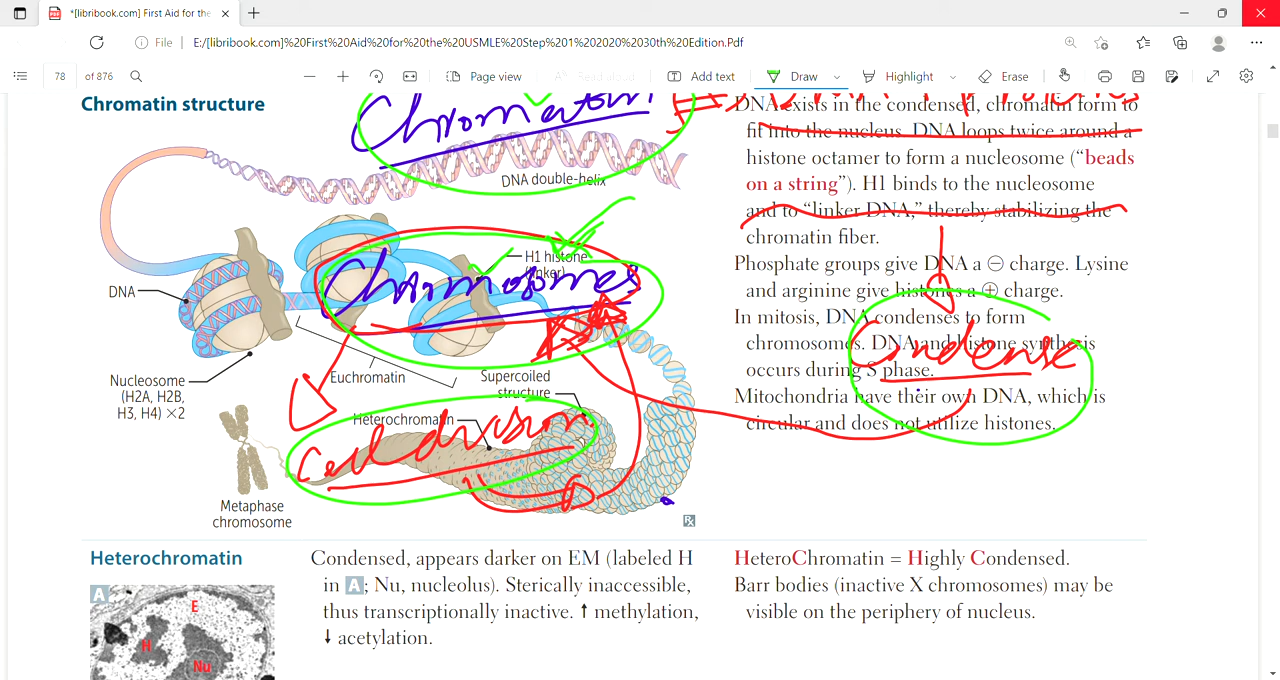 *[libribook.com] First Aid for the
File E:/[libribook.com]%20First%20Aid%20for%20the%20USMLE%20Step%201%202020%2030th%20Edition.Pdf
78 of 876 Page view Read aloud Add text Draw Highlight Erase
Chromatin structure
DNA double-helix
H1 histone
(linker)
DNA
Euchromatin
Nucleosome
(H2A, H2B,
H3, H4) ×2
Supercoiled
structure
Heterochromatin
Metaphase
chromosome
Chromosomes
Cell division
DNA exists in the condensed, chromatin form to
fit into the nucleus. DNA loops twice around a
histone octamer to form a nucleosome (“beads
on a string”). H1 binds to the nucleosome
and to “linker DNA,” thereby stabilizing the
chromatin fiber.
Phosphate groups give DNA a ⊖ charge. Lysine
and arginine give histones a ⊕ charge.
In mitosis, DNA condenses to form
chromosomes. DNA and histone synthesis
occurs during S phase.
Mitochondria have their own DNA, which is
circular and does not utilize histones.
Condense
Heterochromatin
Condensed, appears darker on EM (labeled H
in A; Nu, nucleolus). Sterically inaccessible,
thus transcriptionally inactive. ↑ methylation,
↓ acetylation.
HeteroChromatin = Highly Condensed.
Barr bodies (inactive X chromosomes) may be
visible on the periphery of nucleus.
A
E
H
Nu